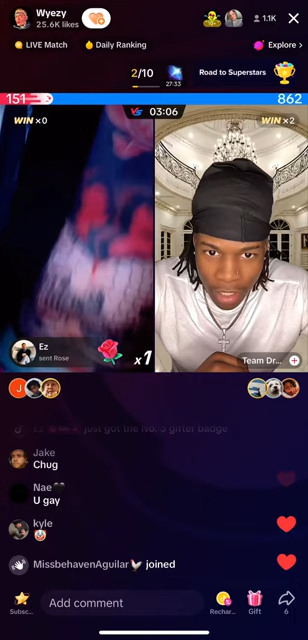 Wyezy
25.6K likes
1.1K
LIVE Match
Daily Ranking
Explore >
2/10
27:33
Road to Superstars
151
862
WIN ×0
VS 03:06
WIN ×2
Ez
sent Rose
x1
Team Dr...
J
just got the No. 3 gifter badge
Jake
Chug
Nae🖤
U gay
kyle
🤡
MissbehavenAguilar joined
Subsc...
Add comment
Rechar...
Gift
6